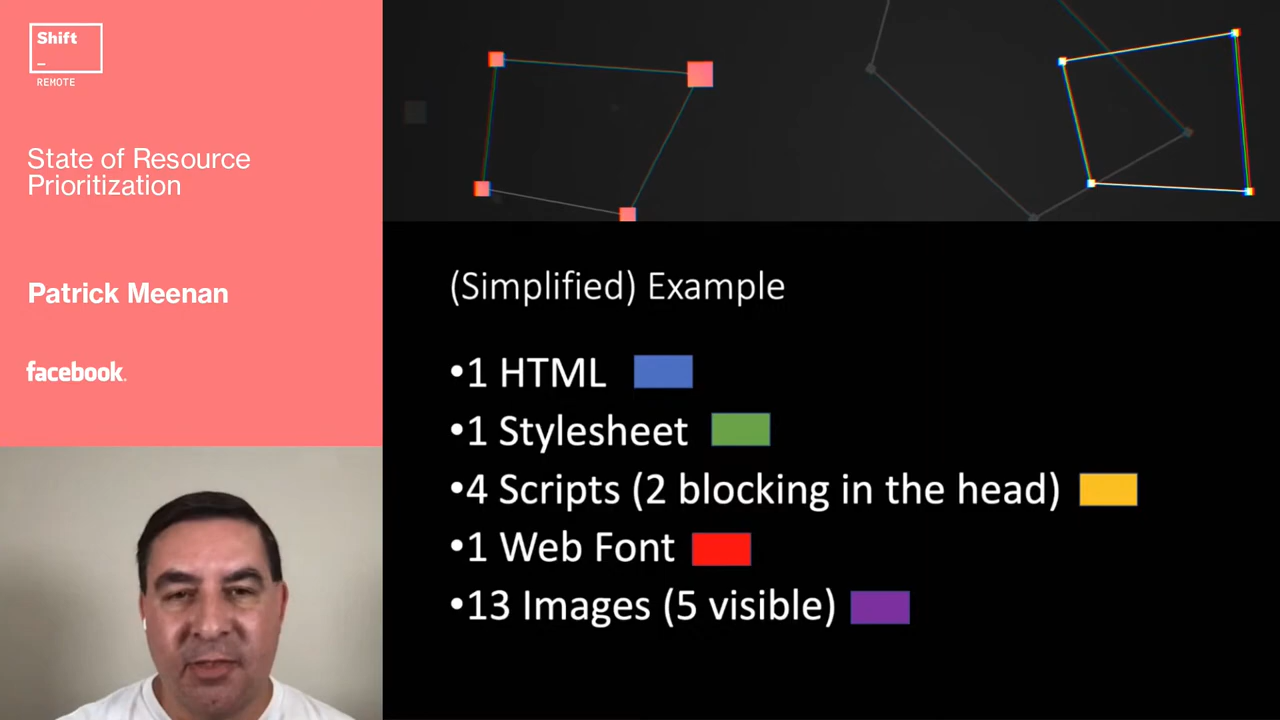 Shift
_
REMOTE
State of Resource
Prioritization
Patrick Meenan
facebook.
(Simplified) Example
•1 HTML
•1 Stylesheet
•4 Scripts (2 blocking in the head)
•1 Web Font
•13 Images (5 visible)